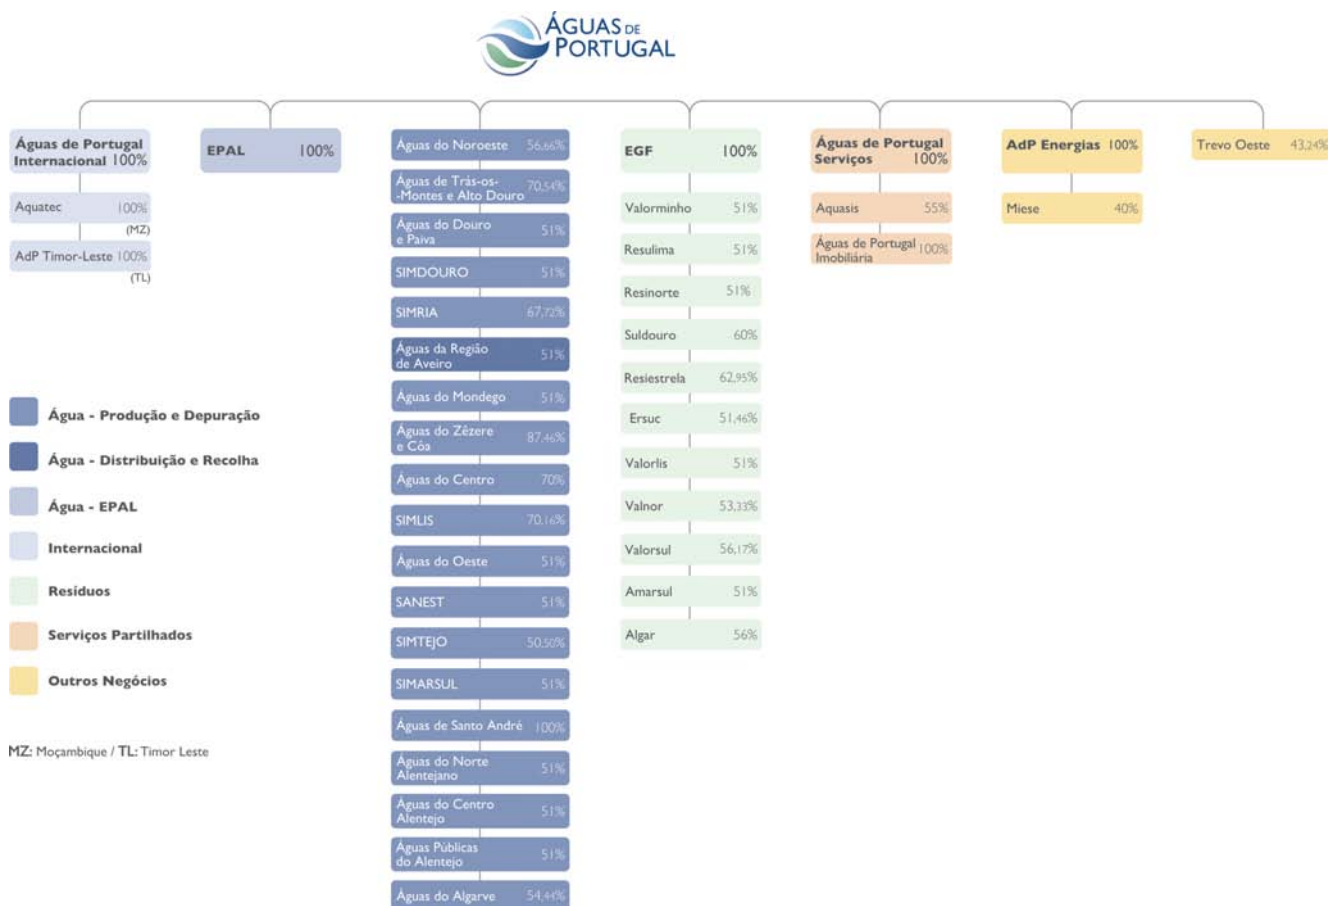 ÁGUAS DE
PORTUGAL
Águas de Portugal
Internacional 100%
Aquatec 100%
(MZ)
AdP Timor-Leste 100%
(TL)
EPAL 100%
Águas do Noroeste 56,66%
Águas de Trás-os-
-Montes e Alto Douro 70,54%
Águas do Douro
e Paiva 51%
SIMDOURO 51%
SIMRIA 67,72%
Águas da Região
de Aveiro 51%
Águas do Mondego 51%
Águas do Zêzere
e Côa 87,46%
Águas do Centro 70%
SIMLIS 70,16%
Águas do Oeste 51%
SANEST 51%
SIMTEJO 50,50%
SIMARSUL 51%
Águas de Santo André 100%
Águas do Norte
Alentejano 51%
Águas do Centro
Alentejo 51%
Águas Públicas
do Alentejo 51%
Águas do Algarve 54,44%
EGF 100%
Valorminho 51%
Resulima 51%
Resinorte 51%
Suldouro 60%
Resiestrela 62,95%
Ersuc 51,46%
Valorlis 51%
Valnor 53,33%
Valorsul 56,17%
Amarsul 51%
Algar 56%
Águas de Portugal
Serviços 100%
Aquasis 55%
Águas de Portugal
Imobiliária 100%
AdP Energias 100%
Miese 40%
Trevo Oeste 43,24%
Água - Produção e Depuração
Água - Distribuição e Recolha
Água - EPAL
Internacional
Resíduos
Serviços Partilhados
Outros Negócios
MZ: Moçambique / TL: Timor Leste